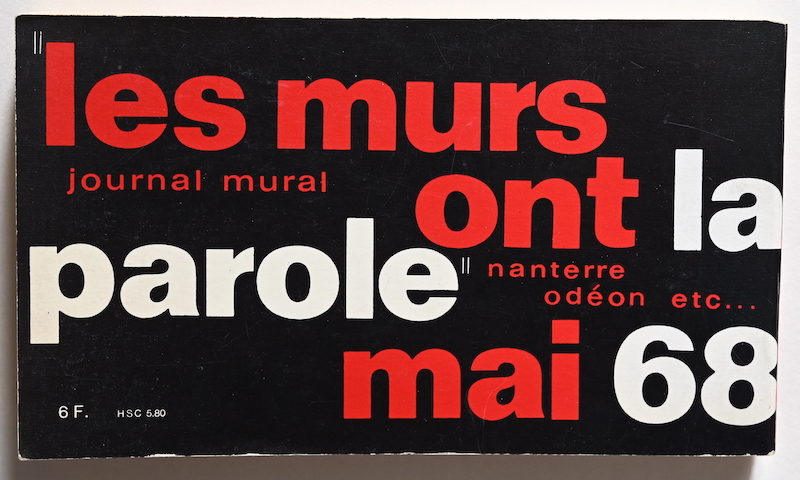 "les murs
journal mural
ont la
parole"
nanterre
odéon etc...
mai 68
6 F. HSC 5.80